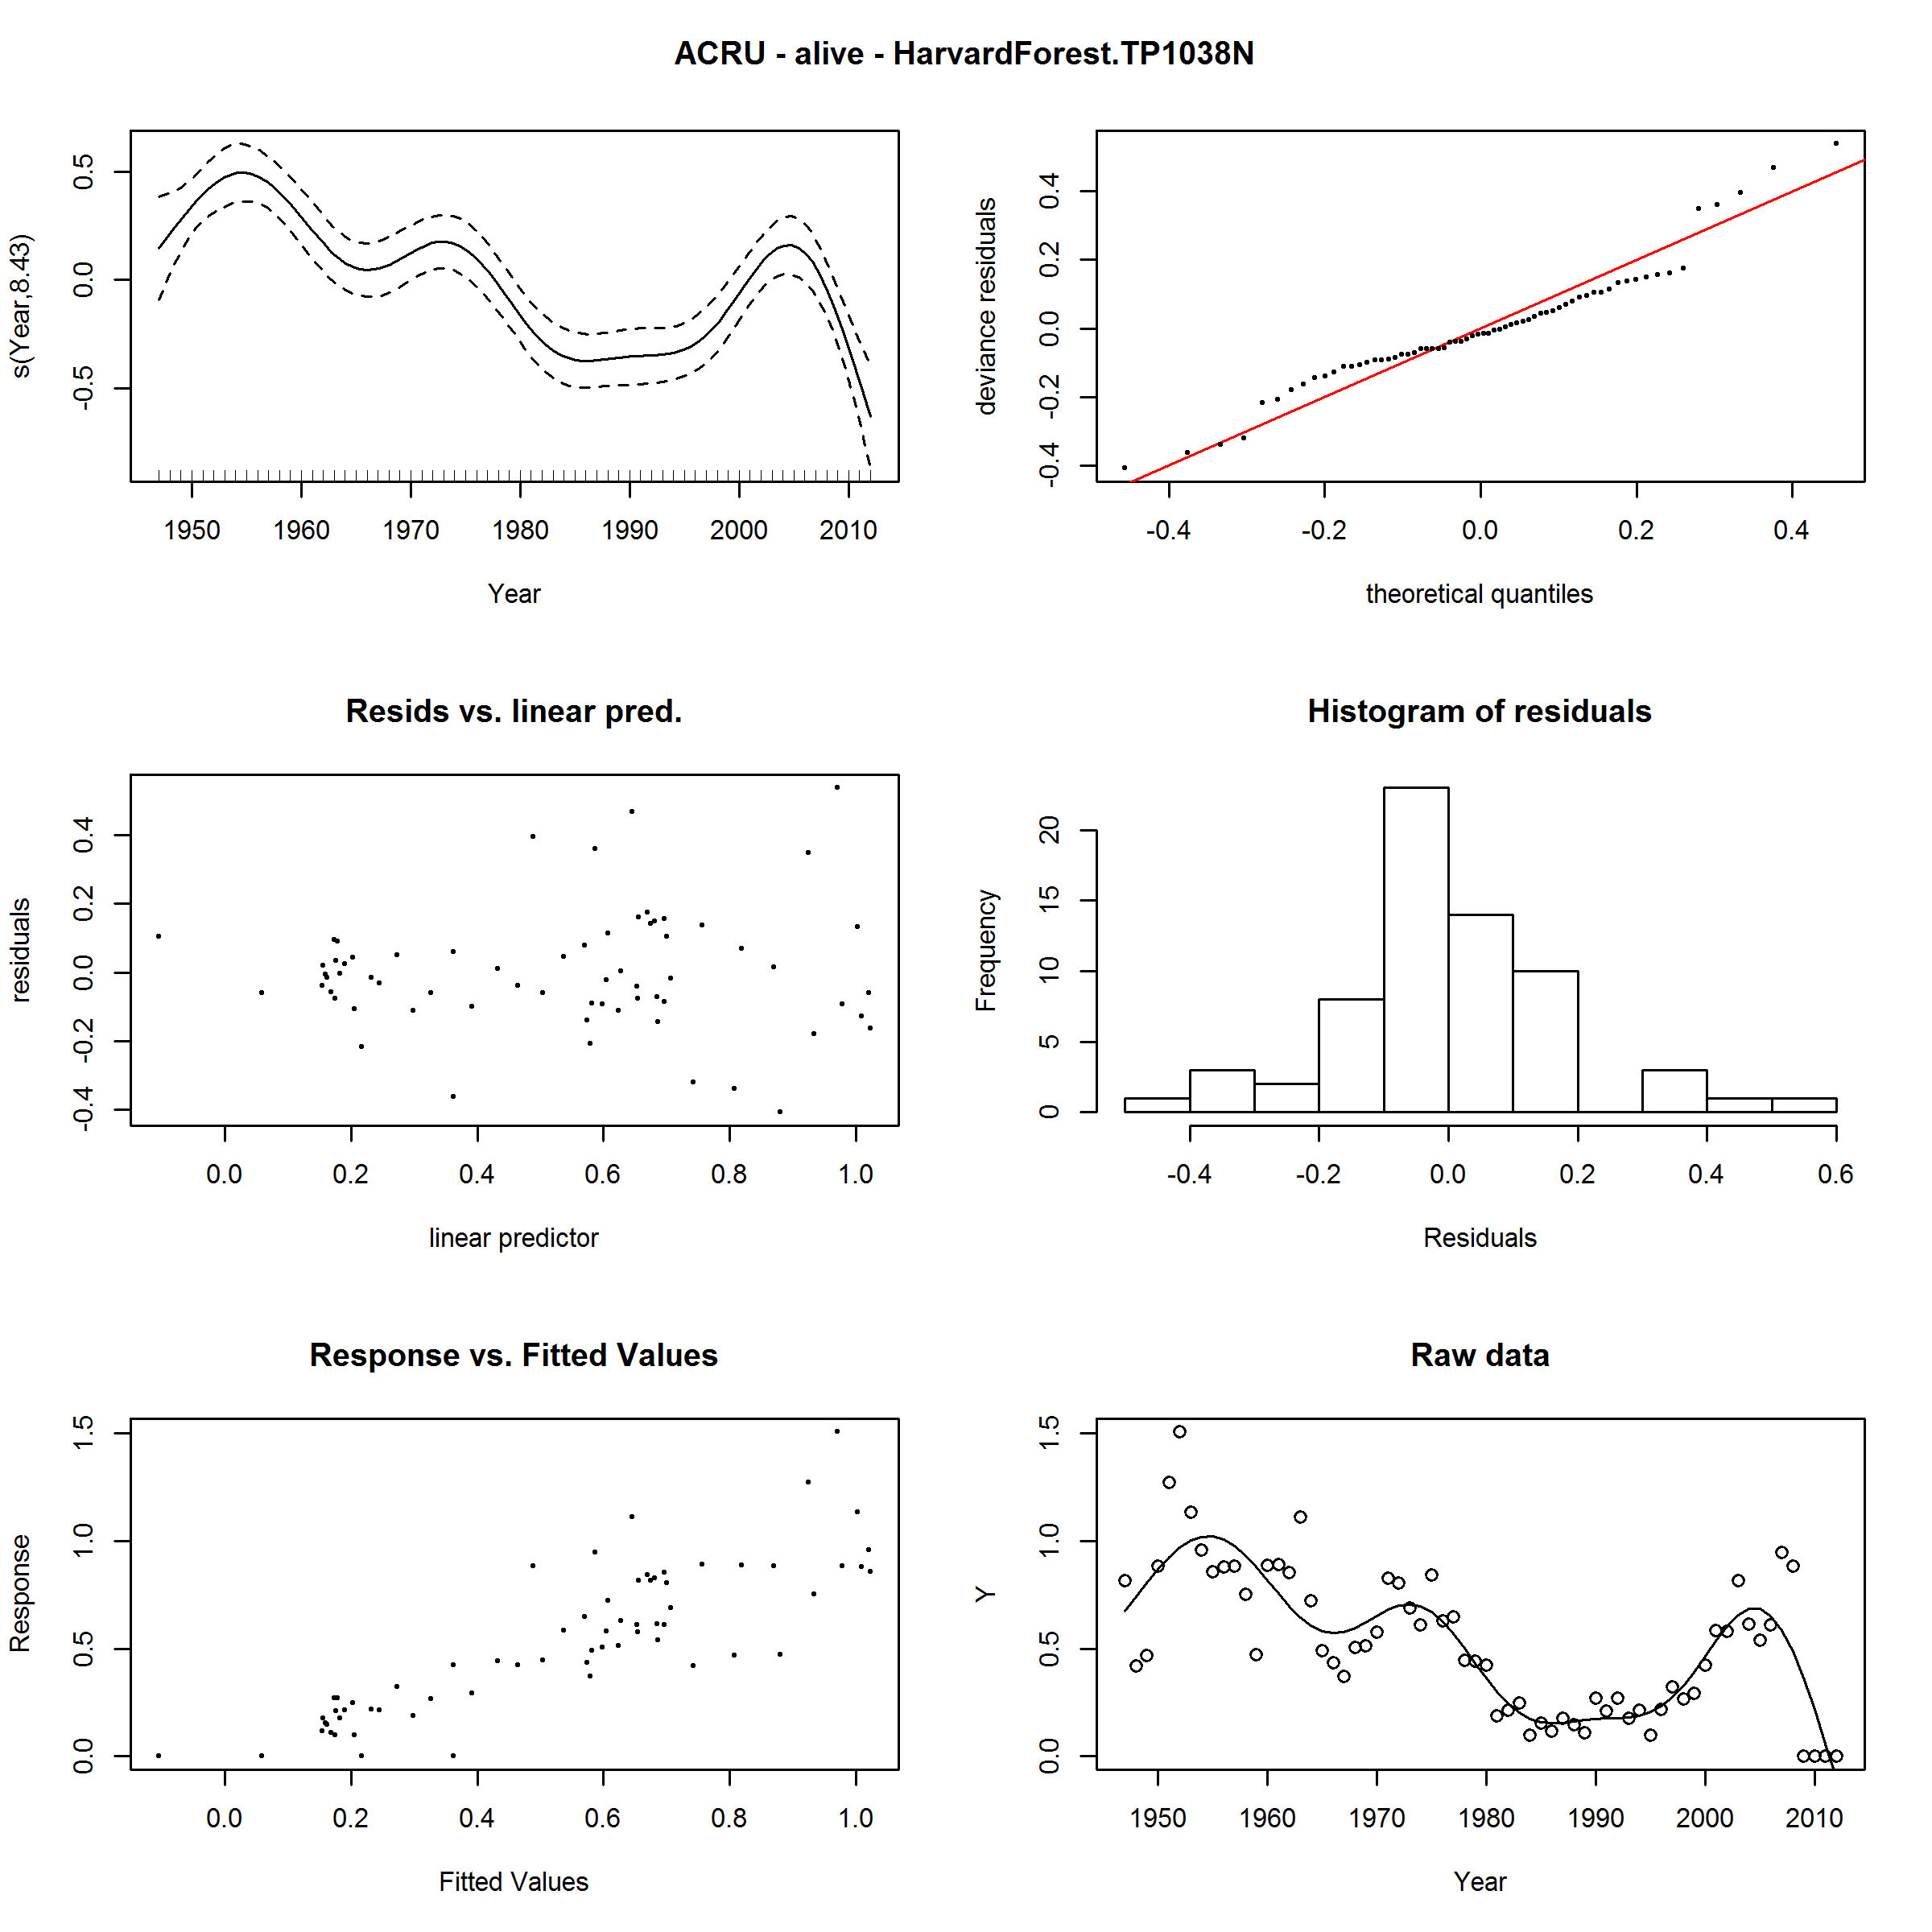 ACRU - alive - HarvardForest.TP1038N
s(Year,8.43)
0.5
0.0
-0.5
1950 1960 1970 1980 1990 2000 2010
Year
deviance residuals
0.4
0.2
0.0
-0.2
-0.4
-0.4 -0.2 0.0 0.2 0.4
theoretical quantiles
Resids vs. linear pred.
residuals
0.4
0.2
0.0
-0.2
-0.4
0.0 0.2 0.4 0.6 0.8 1.0
linear predictor
Histogram of residuals
Frequency
20
15
10
5
0
-0.4 -0.2 0.0 0.2 0.4 0.6
Residuals
Response vs. Fitted Values
Response
1.5
1.0
0.5
0.0
0.0 0.2 0.4 0.6 0.8 1.0
Fitted Values
Raw data
Y
1.5
1.0
0.5
0.0
1950 1960 1970 1980 1990 2000 2010
Year